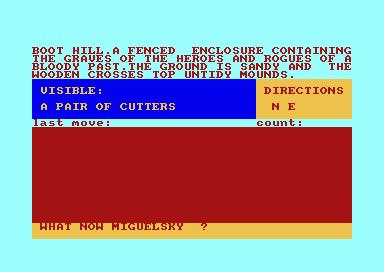 BOOT HILL.A FENCED  ENCLOSURE CONTAINING
THE GRAVES OF THE HEROES AND ROGUES OF A
BLOODY PAST.THE GROUND IS SANDY AND  THE
WOODEN CROSSES TOP UNTIDY MOUNDS.
VISIBLE:
A PAIR OF CUTTERS
DIRECTIONS
N E
last move:
count:
WHAT NOW MIGUELSKY  ?